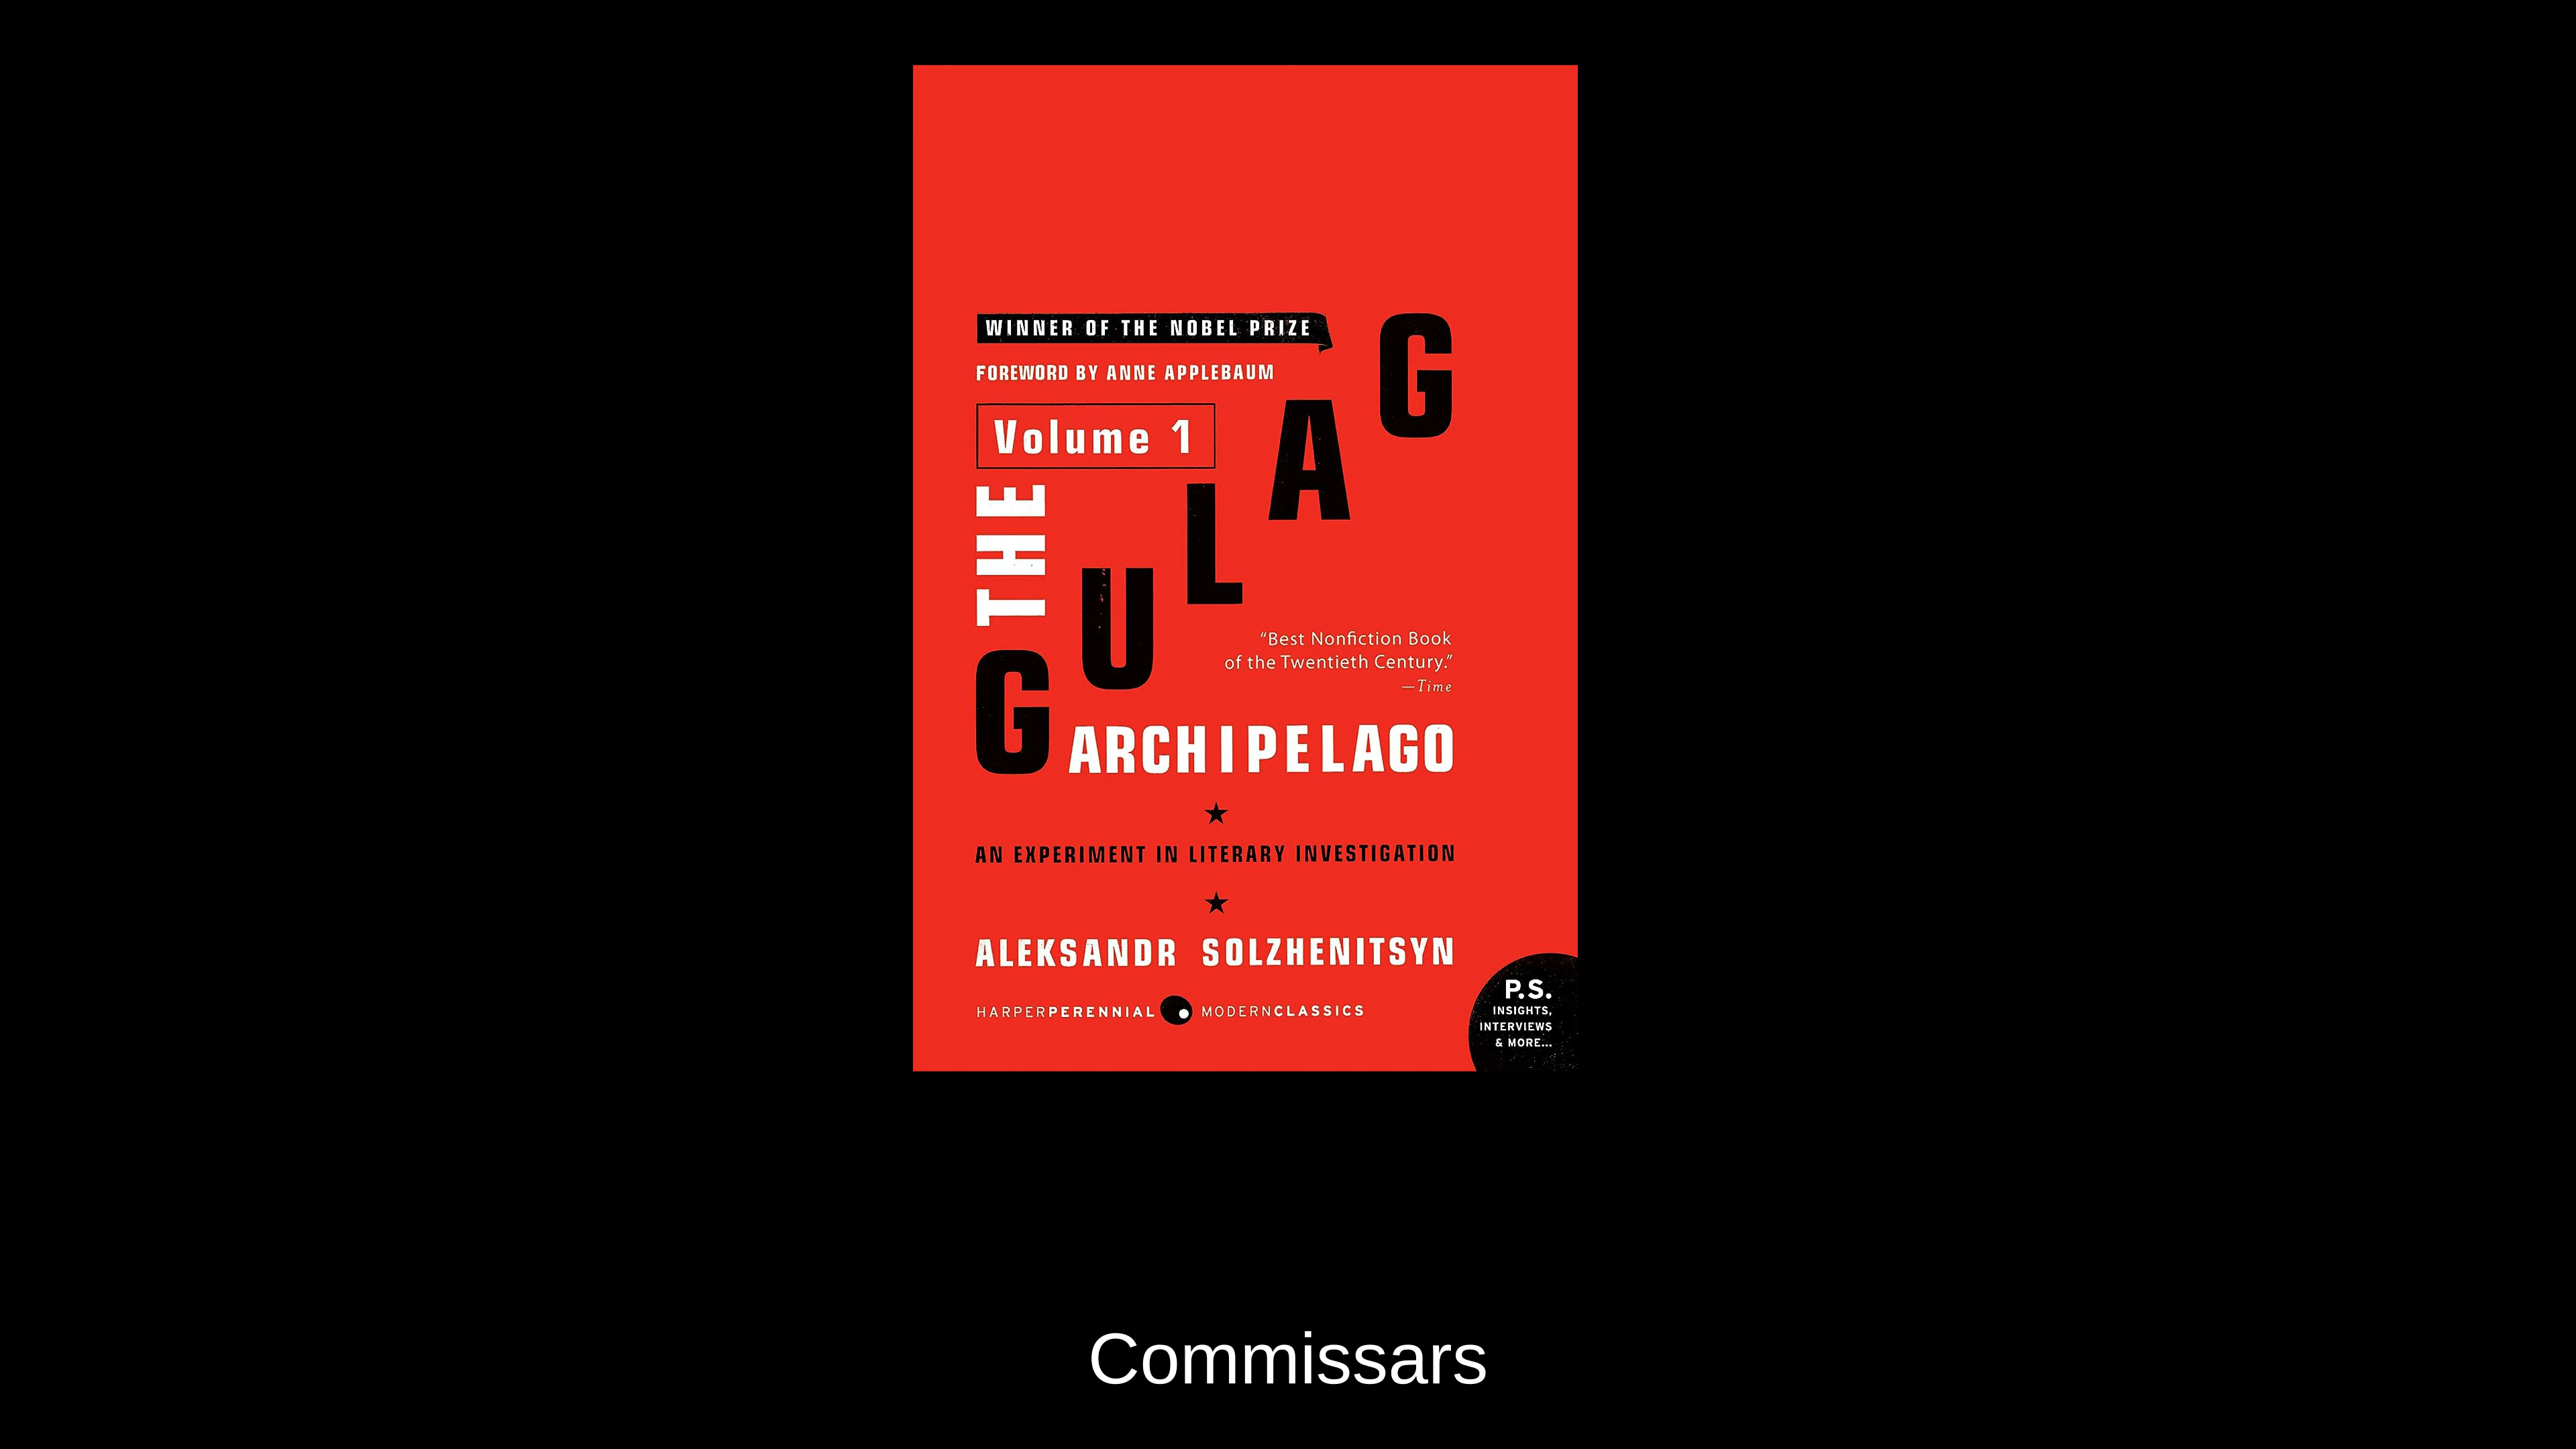 WINNER OF THE NOBEL PRIZE
FOREWORD BY ANNE APPLEBAUM
Volume 1
THE
GULAG
"Best Nonfiction Book
of the Twentieth Century."
—Time
ARCHIPELAGO
AN EXPERIMENT IN LITERARY INVESTIGATION
ALEKSANDR SOLZHENITSYN
HARPERPERENNIAL MODERNCLASSICS
P.S.
INSIGHTS,
INTERVIEWS
& MORE...
Commissars